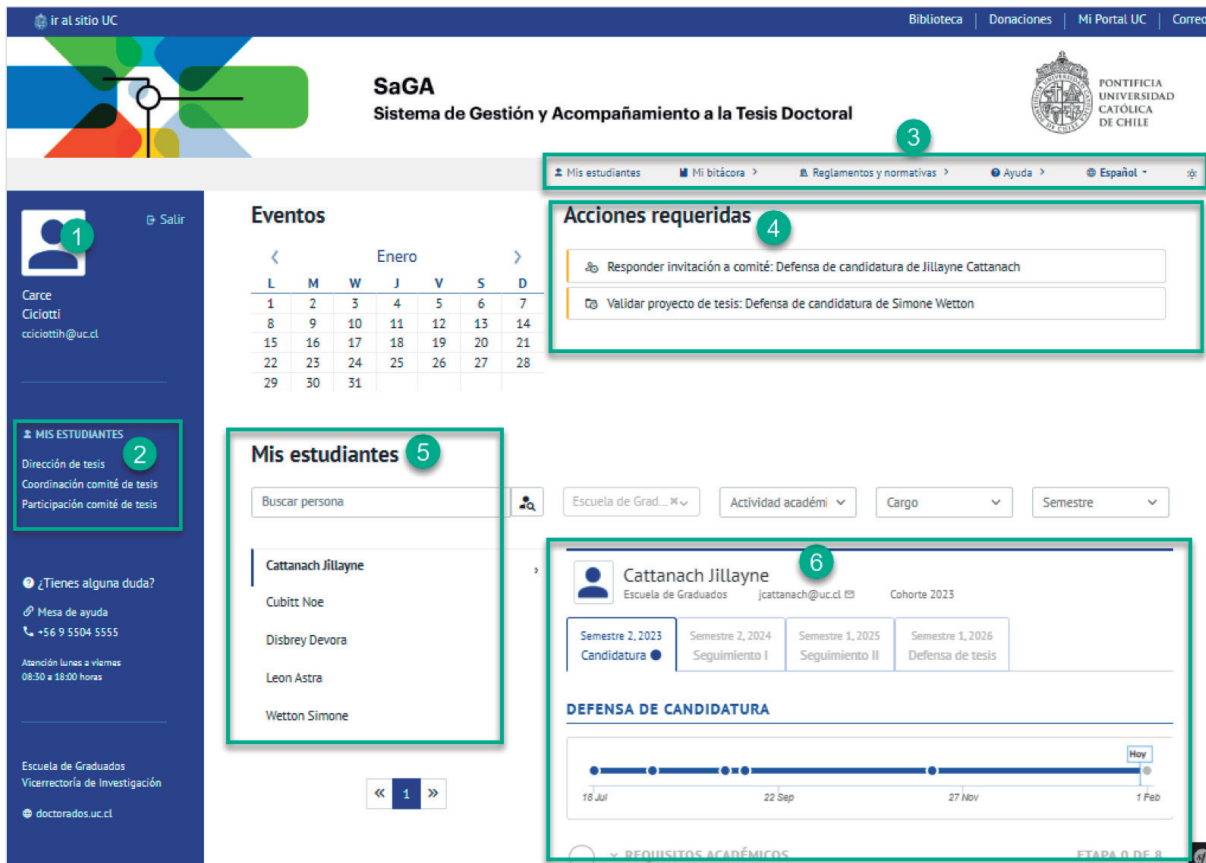 ir al sitio UC
Biblioteca
Donaciones
Mi Portal UC
Correo
SaGA
Sistema de Gestión y Acompañamiento a la Tesis Doctoral
PONTIFICIA
UNIVERSIDAD
CATÓLICA
DE CHILE
3
Mis estudiantes
Mi bitácora >
Reglamentos y normativas >
Ayuda >
Español
1
Salir
Carce
Ciciotti
cciciottih@uc.cl
2
MIS ESTUDIANTES
Dirección de tesis
Coordinación comité de tesis
Participación comité de tesis
¿Tienes alguna duda?
Mesa de ayuda
+56 9 5504 5555
Atención lunes a viernes
08:30 a 18:00 horas
Escuela de Graduados
Vicerrectoría de Investigación
doctorados.uc.cl
Eventos
Enero
L M W J V S D
1 2 3 4 5 6 7
8 9 10 11 12 13 14
15 16 17 18 19 20 21
22 23 24 25 26 27 28
29 30 31
Acciones requeridas
4
Responder invitación a comité: Defensa de candidatura de Jillayne Cattanach
Validar proyecto de tesis: Defensa de candidatura de Simone Wetton
Mis estudiantes
5
Buscar persona
Escuela de Grad...
Actividad académi
Cargo
Semestre
Cattanach Jillayne
Cubitt Noe
Disbrey Devora
Leon Astra
Wetton Simone
« 1 »
6
Cattanach Jillayne
Escuela de Graduados
jcattanach@uc.cl
Cohorte 2023
Semestre 2, 2023
Candidatura
Semestre 2, 2024
Seguimiento I
Semestre 1, 2025
Seguimiento II
Semestre 1, 2026
Defensa de tesis
DEFENSA DE CANDIDATURA
Hoy
18 Jul
22 Sep
27 Nov
1 Feb
REQUISITOS ACADÉMICOS
ETAPA 0 DE 8